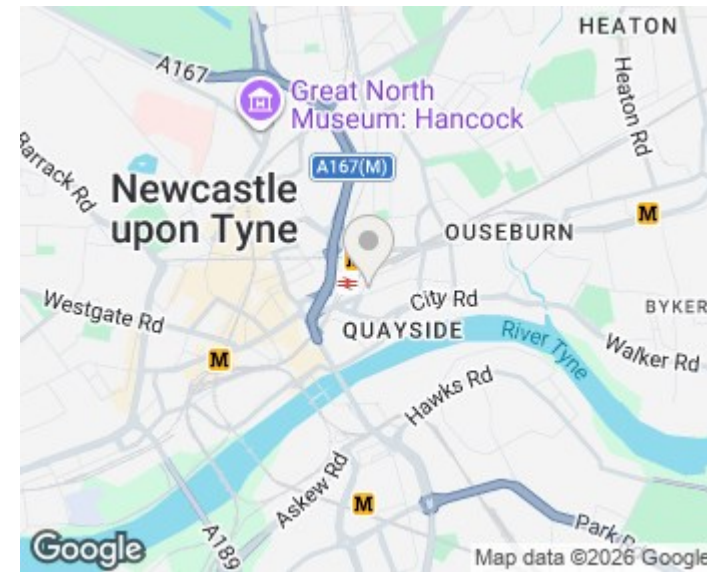 HEATON
A167
Great North
Museum: Hancock
Heaton Rd
Barrack Rd
A167(M)
Newcastle
upon Tyne
M
OUSEBURN
M
City Rd
BYKER
Westgate Rd
QUAYSIDE
River Tyne
Walker Rd
M
Hawks Rd
Askew Rd
M
A189
Park
Google
Map data ©2026 Google